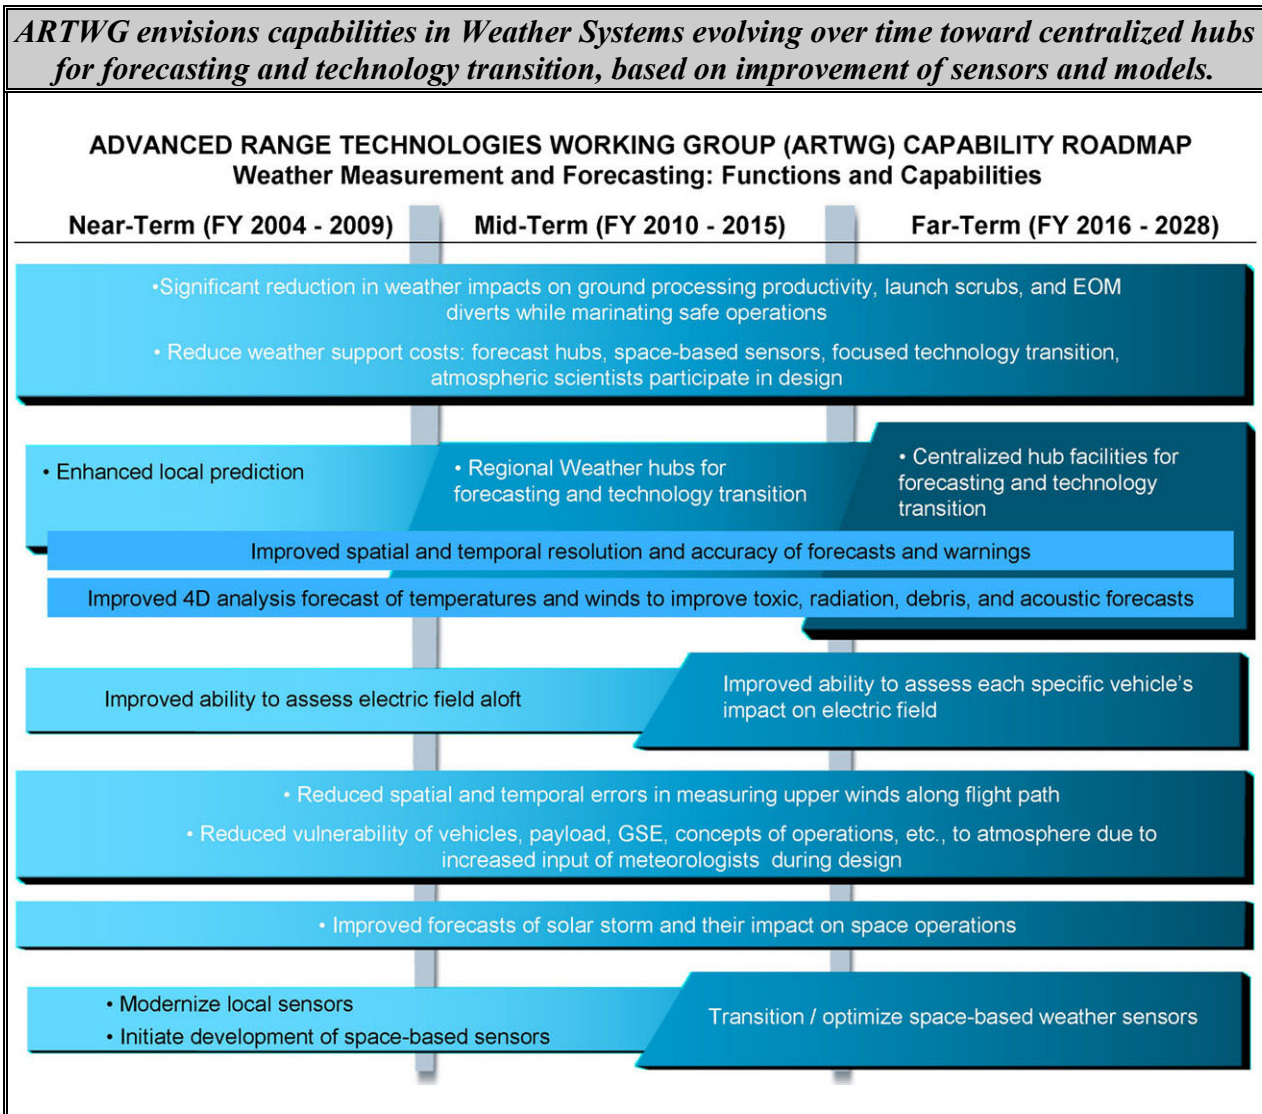 ARTWG envisions capabilities in Weather Systems evolving over time toward centralized hubs
for forecasting and technology transition, based on improvement of sensors and models.
ADVANCED RANGE TECHNOLOGIES WORKING GROUP (ARTWG) CAPABILITY ROADMAP
Weather Measurement and Forecasting: Functions and Capabilities
Near-Term (FY 2004 - 2009)
Mid-Term (FY 2010 - 2015)
Far-Term (FY 2016 - 2028)
•Significant reduction in weather impacts on ground processing productivity, launch scrubs, and EOM
diverts while marinating safe operations
• Reduce weather support costs: forecast hubs, space-based sensors, focused technology transition,
atmospheric scientists participate in design
• Enhanced local prediction
• Regional Weather hubs for
forecasting and technology transition
• Centralized hub facilities for
forecasting and technology
transition
Improved spatial and temporal resolution and accuracy of forecasts and warnings
Improved 4D analysis forecast of temperatures and winds to improve toxic, radiation, debris, and acoustic forecasts
Improved ability to assess electric field aloft
Improved ability to assess each specific vehicle's
impact on electric field
• Reduced spatial and temporal errors in measuring upper winds along flight path
• Reduced vulnerability of vehicles, payload, GSE, concepts of operations, etc., to atmosphere due to
increased input of meteorologists during design
• Improved forecasts of solar storm and their impact on space operations
• Modernize local sensors
• Initiate development of space-based sensors
Transition / optimize space-based weather sensors